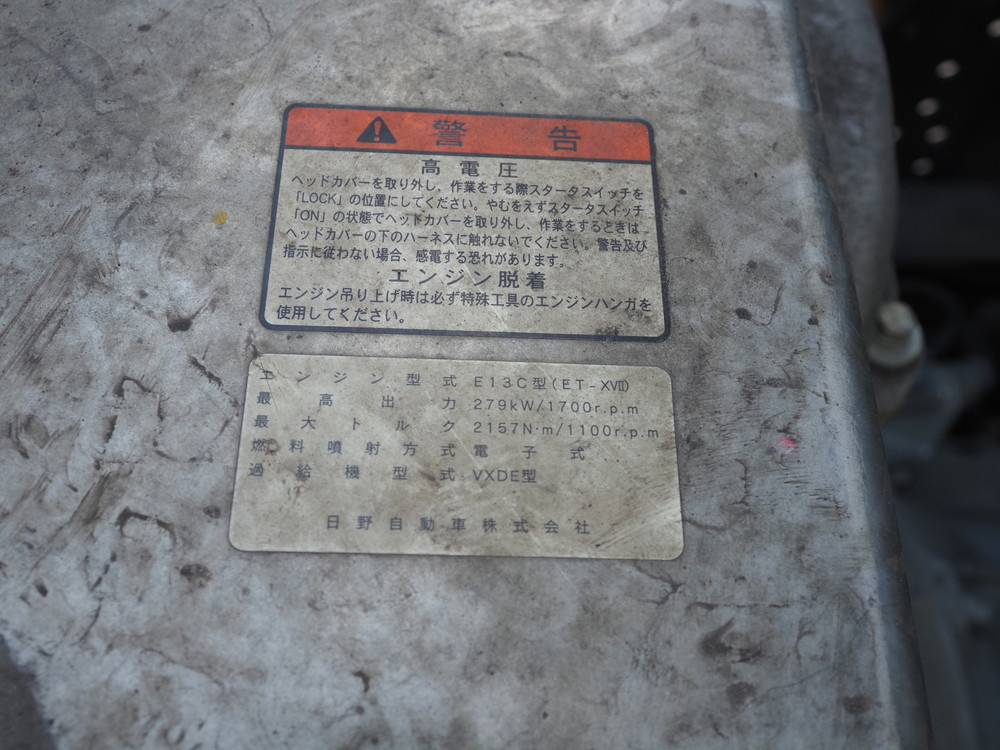 警告
高電圧
ヘッドカバーを取り外し、作業をする際スタータスイッチを
「LOCK」の位置にしてください。やむをえずスタータスイッチ
「ON」の状態でヘッドカバーを取り外し、作業をするときは
ヘッドカバーの下のハーネスに触れないでください。警告及び
指示に従わない場合、感電する恐れがあります。
エンジン脱着
エンジン吊り上げ時は必ず特殊工具のエンジンハンガを
使用してください。
エンジン型式 E13C型(ET-XVII)
最高出力 279kW/1700r.p.m
最大トルク 2157N·m/1100r.p.m
燃料噴射方式 電子式
過給機型式 VXDE型
日野自動車株式会社